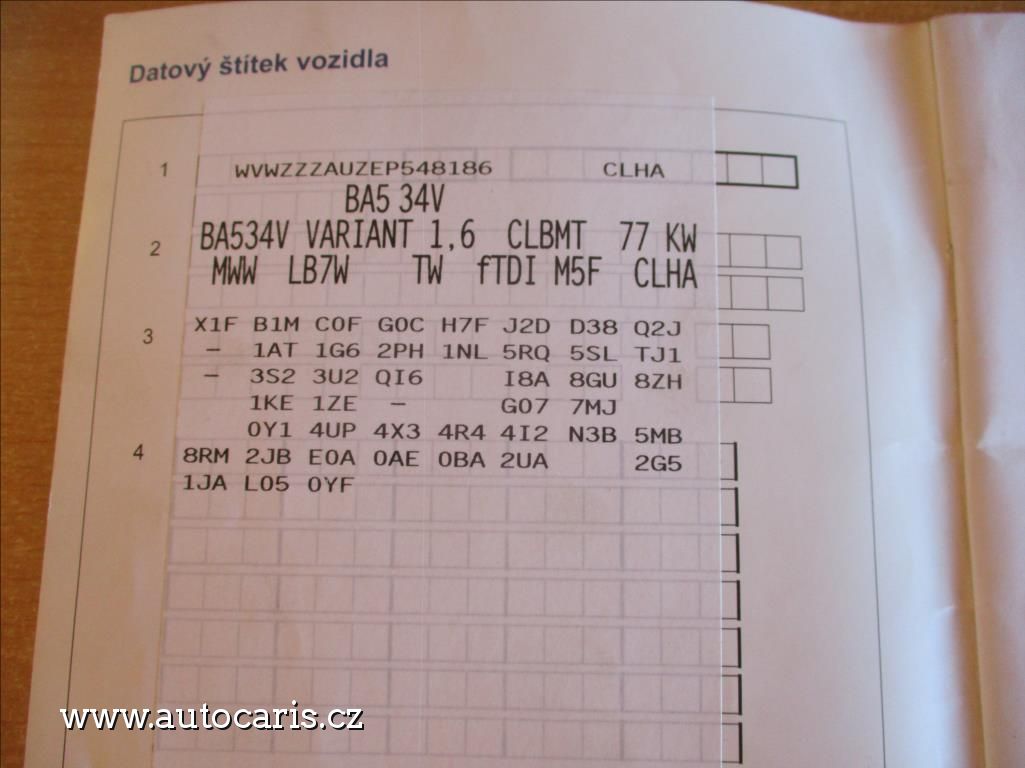 Datový štítek vozidla
1 WVWZZZAUZEP548186 CLHA
BA5 34V
2 BA534V VARIANT 1,6 CLBMT 77 KW
MWW LB7W TW fTDI M5F CLHA
3 X1F B1M C0F G0C H7F J2D D38 Q2J
- 1AT 1G6 2PH 1NL 5RQ 5SL TJ1
- 3S2 3U2 QI6 I8A 8GU 8ZH
1KE 1ZE - G07 7MJ
0Y1 4UP 4X3 4R4 4I2 N3B 5MB
4 8RM 2JB E0A 0AE 0BA 2UA 2G5
1JA L05 0YF
www.autocaris.cz